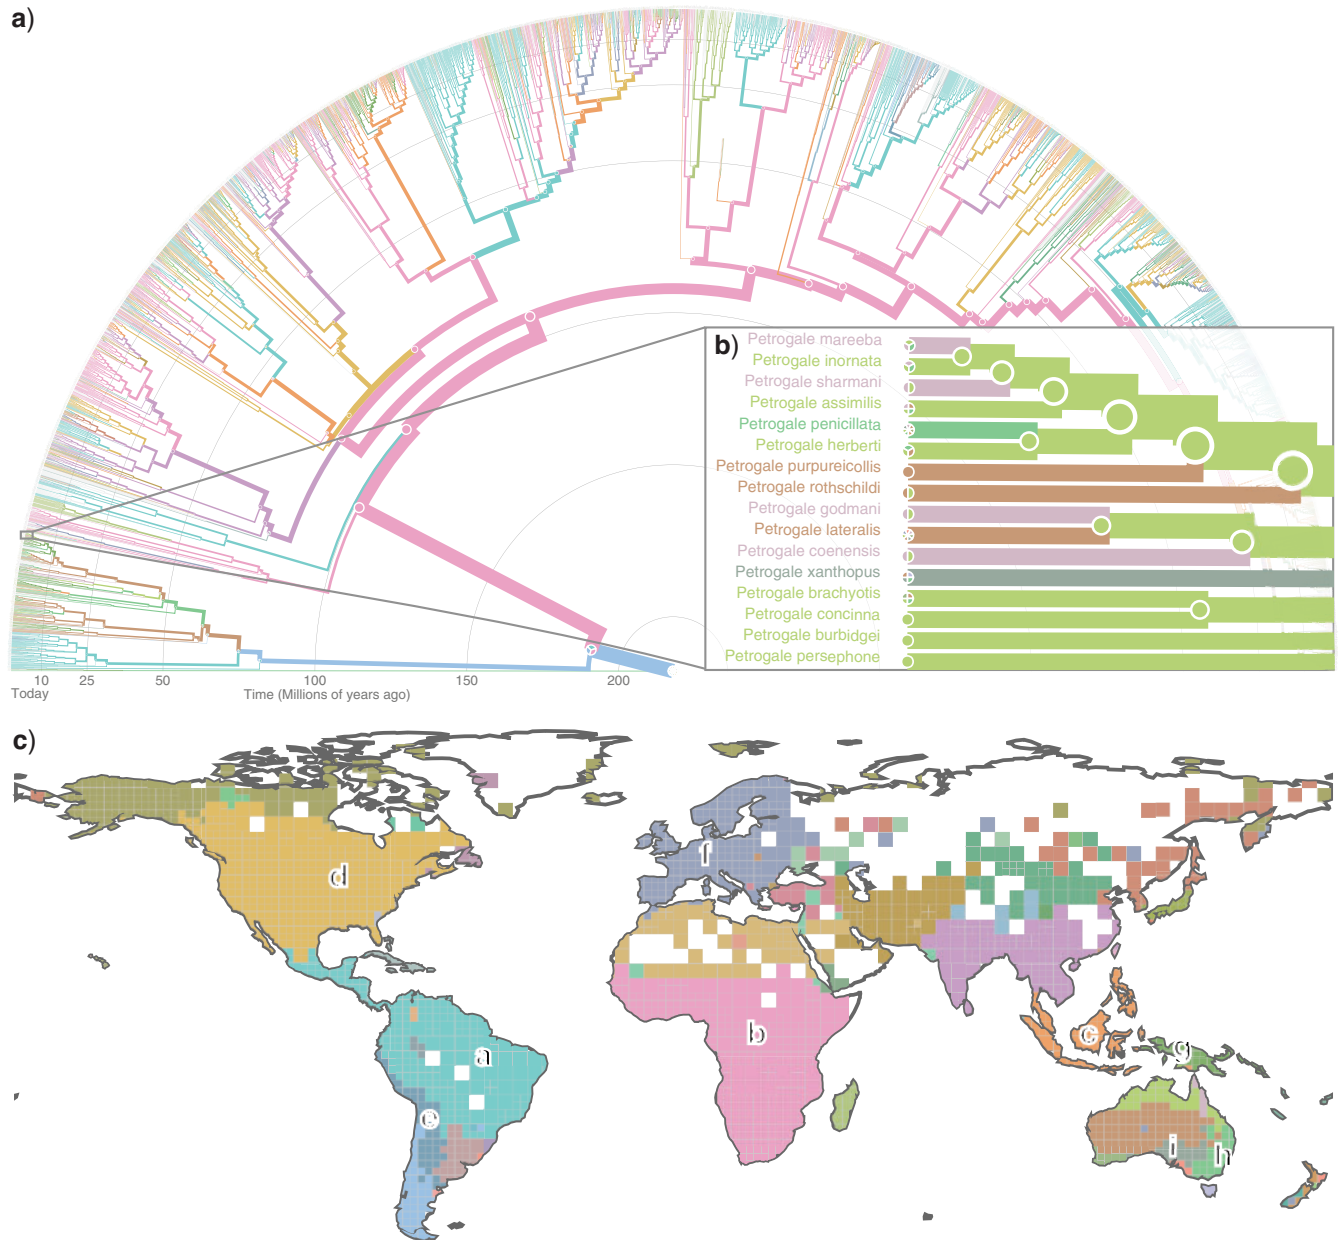 a)
b)
Petrogale mareeba
Petrogale inornata
Petrogale sharmani
Petrogale assimilis
Petrogale penicillata
Petrogale herberti
Petrogale purpureicollis
Petrogale rothschildi
Petrogale godmani
Petrogale lateralis
Petrogale coenensis
Petrogale xanthopus
Petrogale brachyotis
Petrogale concinna
Petrogale burbidgei
Petrogale persephone
10 25 50 100 150 200
Today Time (Millions of years ago)
c)
d
f
b
a
c
g
e
i
h